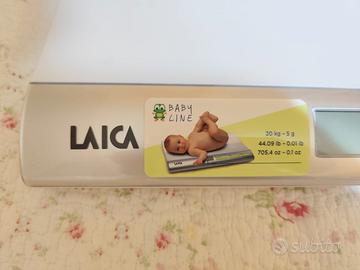 BABY
LINE
LAICA
20 kg - 5 g
44.09 lb - 0.01 lb
705.4 oz - 0.1 oz
LAICA
subito